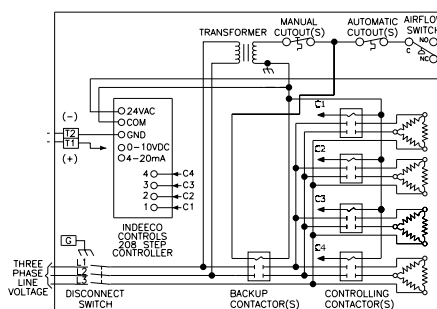 TRANSFORMER
MANUAL
CUTOUT(S)
AUTOMATIC
CUTOUT(S)
AIRFLOW
SWITCH
NO
C
NC
24VAC
COM
GND
0-10VDC
4-20mA
(-)
T2
T1
(+)
4 C4
3 C3
2 C2
1 C1
INDEECO
CONTROLS
208 STEP
CONTROLLER
C1
C2
C3
C4
G
THREE
PHASE
LINE
VOLTAGE
L1
L2
L3
DISCONNECT
SWITCH
BACKUP
CONTACTOR(S)
CONTROLLING
CONTACTOR(S)